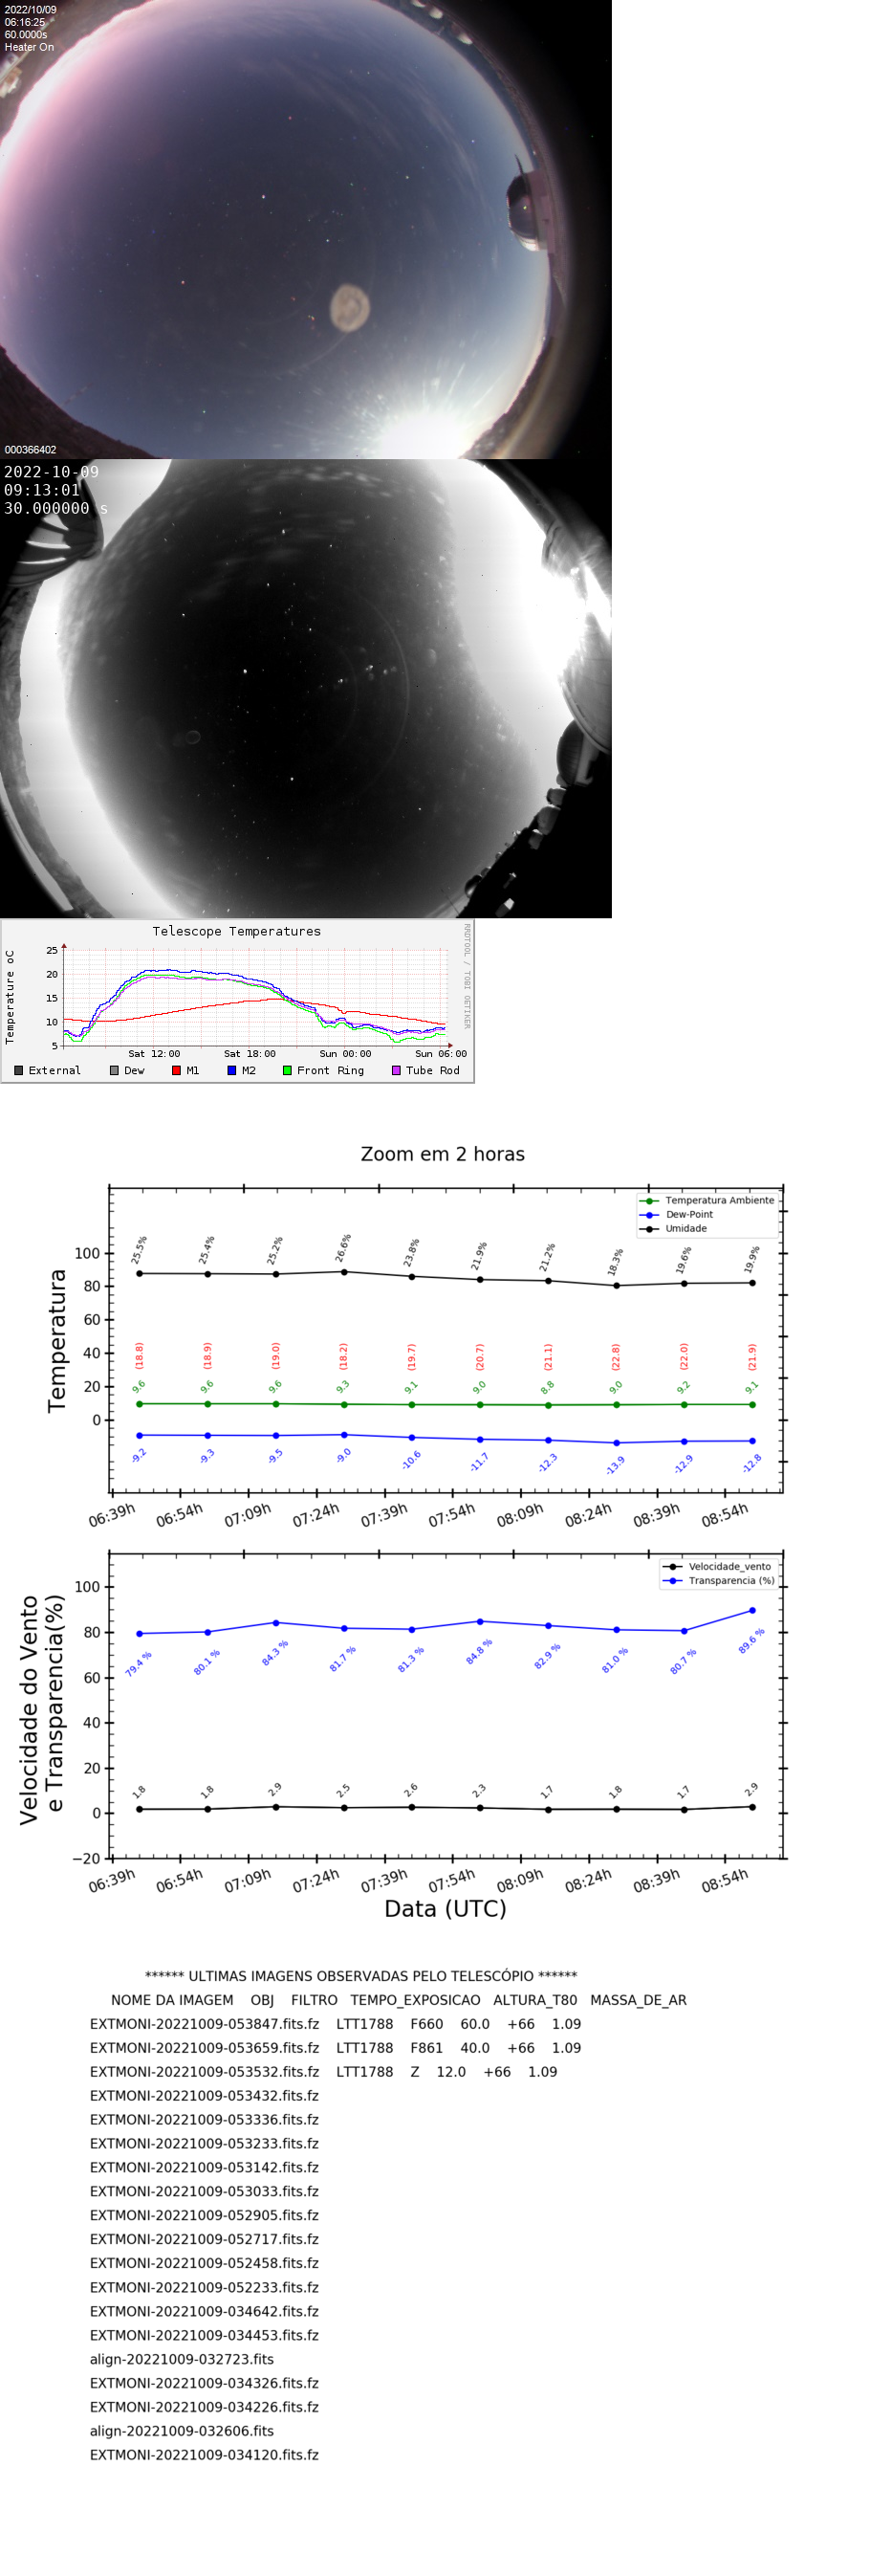 2022/10/09
06:16:25
60.0000s
Heater On
000366402
2022-10-09
09:13:01
30.000000 s
Telescope Temperatures
RRDTOOL / TOBI OETIKER
Temperature oC
25
20
15
10
5
Sat 12:00 Sat 18:00 Sun 00:00 Sun 06:00
External Dew M1 M2 Front Ring Tube Rod
Zoom em 2 horas
Temperatura Ambiente
Dew-Point
Umidade
Temperatura
100
80
60
40
20
0
25.5% 25.4% 25.2% 26.6% 23.8% 21.9% 21.2% 18.3% 19.6% 19.9%
(18.8) (18.9) (19.0) (18.2) (19.7) (20.7) (21.1) (22.8) (22.0) (21.9)
9.6 9.6 9.6 9.3 9.1 9.0 8.8 9.0 9.2 9.1
-9.2 -9.3 -9.5 -9.0 -10.6 -11.7 -12.3 -13.9 -12.9 -12.8
06:39h 06:54h 07:09h 07:24h 07:39h 07:54h 08:09h 08:24h 08:39h 08:54h
Velocidade_vento
Transparencia (%)
Velocidade do Vento
e Transparencia(%)
100
80
60
40
20
0
−20
79.4 % 80.1 % 84.3 % 81.7 % 81.3 % 84.8 % 82.9 % 81.0 % 80.7 % 89.6 %
1.8 1.8 2.9 2.5 2.6 2.3 1.7 1.8 1.7 2.9
06:39h 06:54h 07:09h 07:24h 07:39h 07:54h 08:09h 08:24h 08:39h 08:54h
Data (UTC)
****** ULTIMAS IMAGENS OBSERVADAS PELO TELESCÓPIO ******
NOME DA IMAGEM OBJ FILTRO TEMPO_EXPOSICAO ALTURA_T80 MASSA_DE_AR
EXTMONI-20221009-053847.fits.fz LTT1788 F660 60.0 +66 1.09
EXTMONI-20221009-053659.fits.fz LTT1788 F861 40.0 +66 1.09
EXTMONI-20221009-053532.fits.fz LTT1788 Z 12.0 +66 1.09
EXTMONI-20221009-053432.fits.fz
EXTMONI-20221009-053336.fits.fz
EXTMONI-20221009-053233.fits.fz
EXTMONI-20221009-053142.fits.fz
EXTMONI-20221009-053033.fits.fz
EXTMONI-20221009-052905.fits.fz
EXTMONI-20221009-052717.fits.fz
EXTMONI-20221009-052458.fits.fz
EXTMONI-20221009-052233.fits.fz
EXTMONI-20221009-034642.fits.fz
EXTMONI-20221009-034453.fits.fz
align-20221009-032723.fits
EXTMONI-20221009-034326.fits.fz
EXTMONI-20221009-034226.fits.fz
align-20221009-032606.fits
EXTMONI-20221009-034120.fits.fz